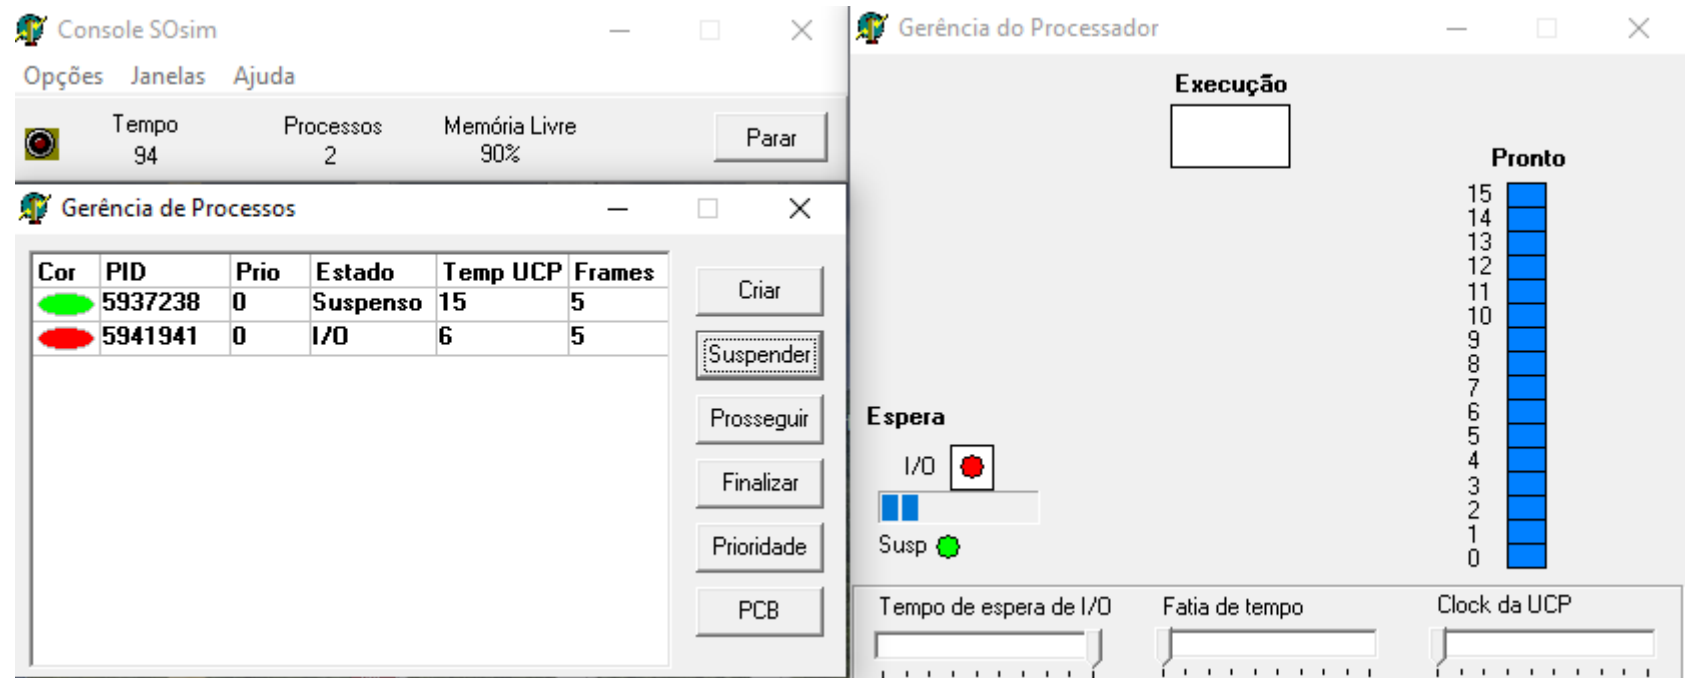 Console SOsim
Opções Janelas Ajuda
Tempo Processos Memória Livre
94 2 90%
Parar
Gerência de Processos
Cor PID Prio Estado Temp UCP Frames
5937238 0 Suspenso 15 5
5941941 0 I/O 6 5
Criar
Suspender
Prosseguir
Finalizar
Prioridade
PCB
Gerência do Processador
Execução
Pronto
15
14
13
12
11
10
9
8
7
6
5
4
3
2
1
0
Espera
I/O
Susp
Tempo de espera de I/O Fatia de tempo Clock da UCP